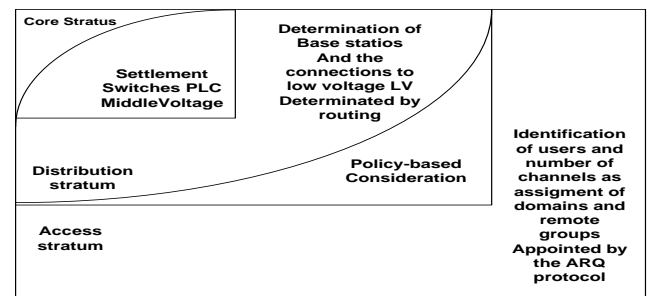 Core Stratus
Settlement
Switches PLC
MiddleVoltage
Determination of
Base statios
And the
connections to
low voltage LV
Determinated by
routing
Distribution
stratum
Policy-based
Consideration
Access
stratum
Identification
of users and
number of
channels as
assigment of
domains and
remote
groups
Appointed by
the ARQ
protocol